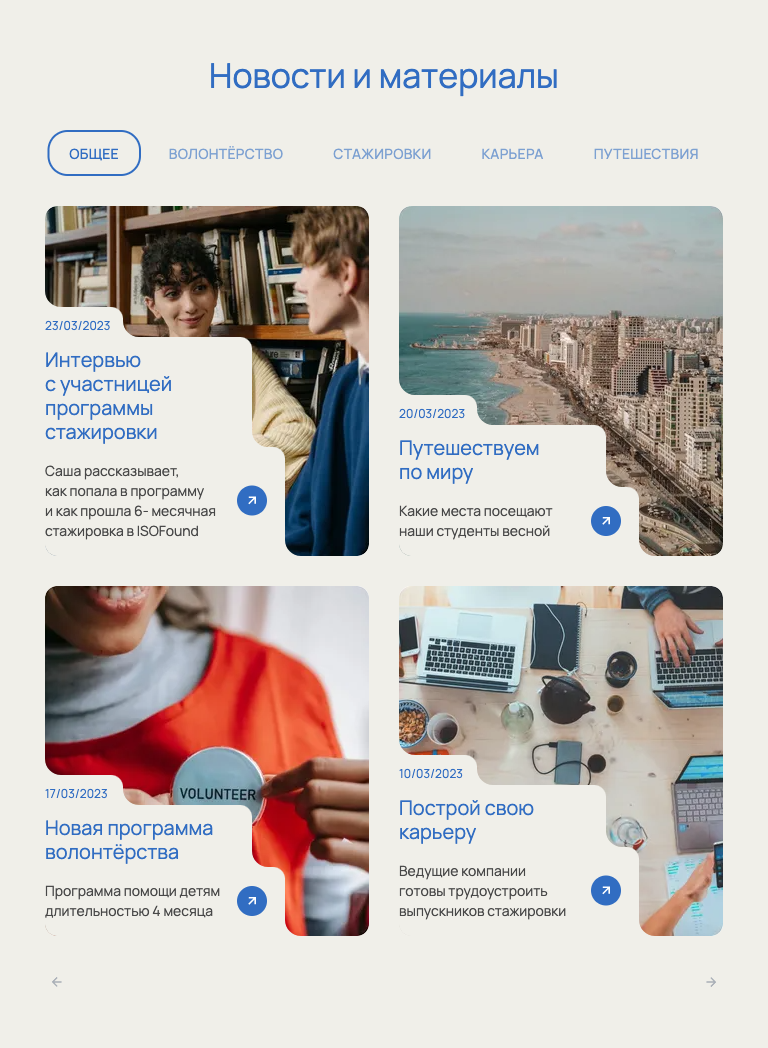 Новости и материалы
ОБЩЕЕ
ВОЛОНТЁРСТВО
СТАЖИРОВКИ
КАРЬЕРА
ПУТЕШЕСТВИЯ
23/03/2023
Интервью
с участницей
программы
стажировки
Саша рассказывает,
как попала в программу
и как прошла 6- месячная
стажировка в ISOFound
20/03/2023
Путешествуем
по миру
Какие места посещают
наши студенты весной
VOLUNTEER
17/03/2023
Новая программа
волонтёрства
Программа помощи детям
длительностью 4 месяца
10/03/2023
Построй свою
карьеру
Ведущие компании
готовы трудоустроить
выпускников стажировки